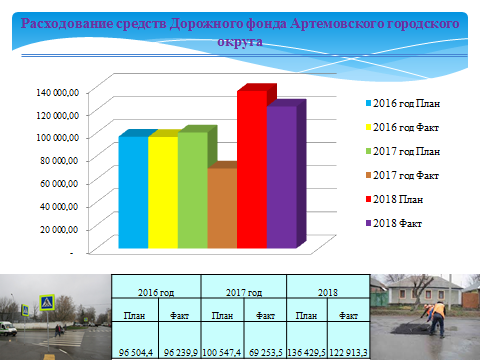 Расходование средств Дорожного фонда Артемовского городского
округа
140 000,00
120 000,00
100 000,00
80 000,00
60 000,00
40 000,00
20 000,00
-
2016 год План
2016 год Факт
2017 год План
2017 год Факт
2018 План
2018 Факт
2016 год 2017 год 2018
План Факт План Факт План Факт
96 504,4 96 239,9 100 547,4 69 253,5 136 429,5 122 913,3